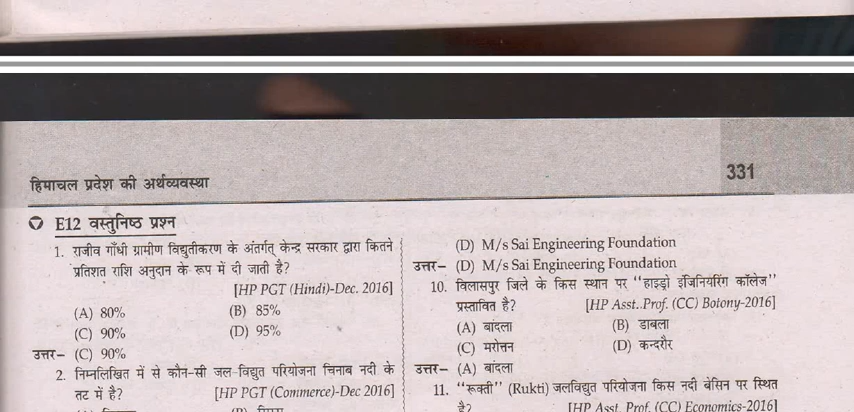 हिमाचल प्रदेश की अर्थव्यवस्था
331
E12 वस्तुनिष्ठ प्रश्न
1. राजीव गाँधी ग्रामीण विद्युतीकरण के अंतर्गत् केन्द्र सरकार द्वारा कितने
प्रतिशत राशि अनुदान के रूप में दी जाती है?
[HP PGT (Hindi)-Dec. 2016]
(A) 80% (B) 85%
(C) 90% (D) 95%
उत्तर– (C) 90%
2. निम्नलिखित में से कौन-सी जल-विद्युत परियोजना चिनाब नदी के
तट में है? [HP PGT (Commerce)-Dec 2016]
(D) M/s Sai Engineering Foundation
उत्तर– (D) M/s Sai Engineering Foundation
10. विलासपुर जिले के किस स्थान पर "हाइड्रो इंजिनियरिंग कॉलेज"
प्रस्तावित है? [HP Asst. Prof. (CC) Botony-2016]
(A) बांदला (B) डाबला
(C) मरोत्तन (D) कन्दरौर
उत्तर– (A) बांदला
11. "रूक्ती" (Rukti) जलविद्युत परियोजना किस नदी बेसिन पर स्थित
है? [HP Asst. Prof. (CC) Economics-2016]